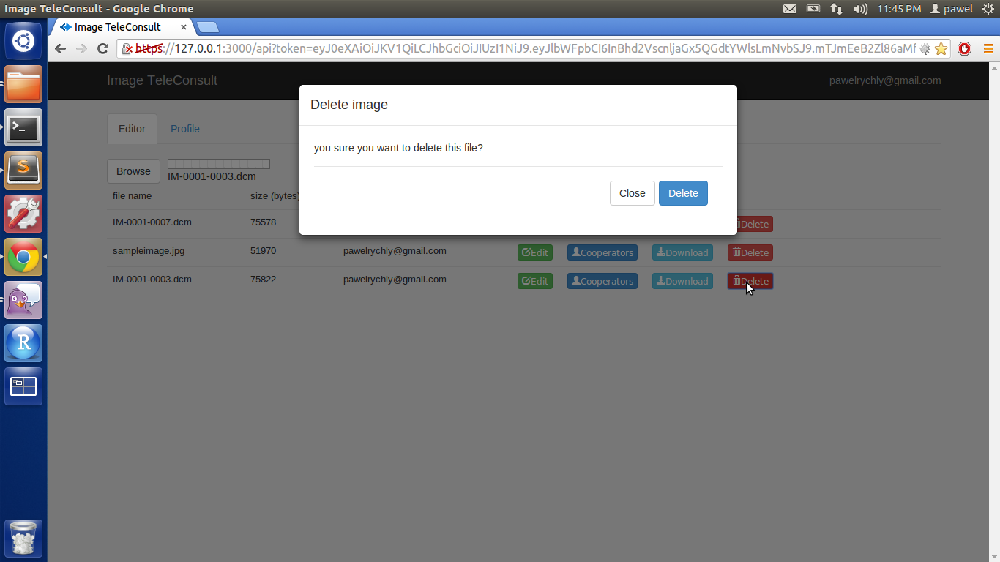 Image TeleConsult - Google Chrome
11:45 PM pawel
Image TeleConsult
https://127.0.0.1:3000/api?token=eyJ0eXAiOiJKV1QiLCJhbGciOiJIUzI1NiJ9.eyJlbWFpbCI6InBhd2VscnljaGx5QGdtYWlsLmNvbSJ9.mTJmEeB2Zl86aMf
Image TeleConsult
pawelrychly@gmail.com
Delete image
you sure you want to delete this file?
Close Delete
Editor Profile
Browse
IM-0001-0003.dcm
file name size (bytes)
IM-0001-0007.dcm 75578 Delete
sampleimage.jpg 51970 pawelrychly@gmail.com Edit Cooperators Download Delete
IM-0001-0003.dcm 75822 pawelrychly@gmail.com Edit Cooperators Download Delete
>_
S
R